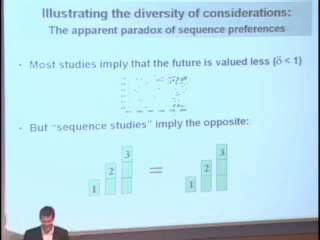 Illustrating the diversity of considerations:
The apparent paradox of sequence preferences
• Most studies imply that the future is valued less (δ < 1)
• But "sequence studies" imply the opposite:
1 2 3 = 1 2 3